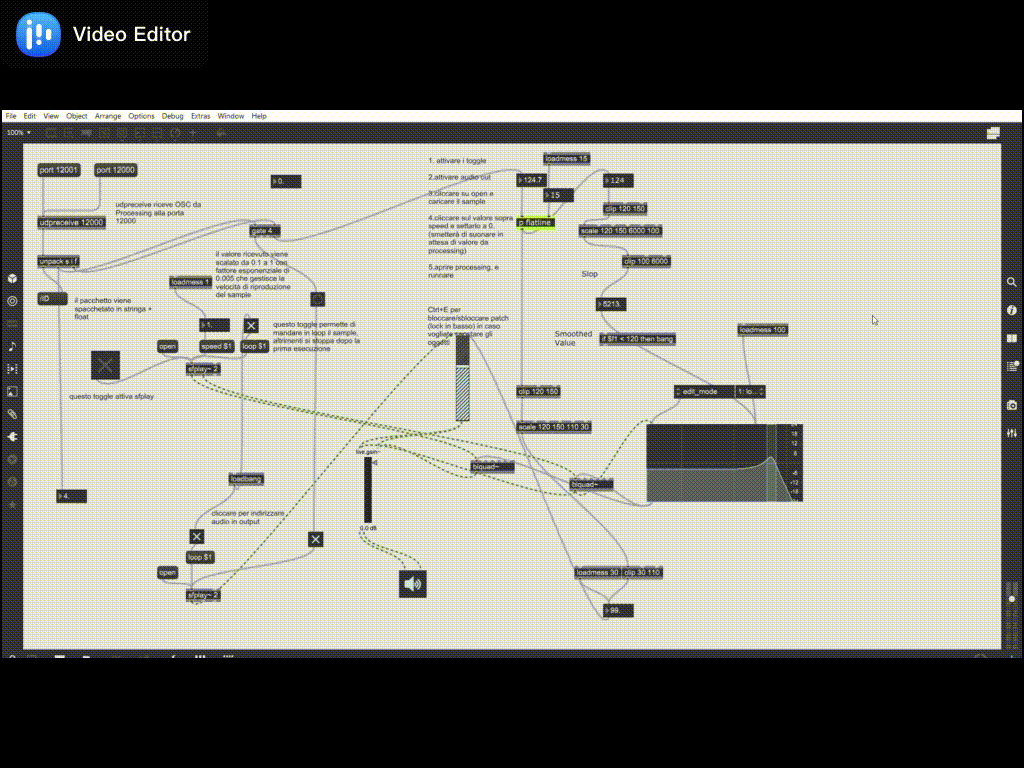 Video Editor
File Edit View Object Arrange Options Debug Extras Window Help
100%
port 12001
port 12000
udpreceive 12000
udpreceive riceve OSC da
Processing alla porta
12000
0.
gate 4
unpack s i f
/ID
il pacchetto viene
spacchetato in stringa +
float
il valore ricevuto viene
scalato da 0.1 a 1 con
fattore esponenziale di
0.005 che gestisce la
velocità di riproduzione
del sample
loadmess 1
1.
open
speed $1
loop $1
sfplay~ 2
questo toggle permette di
mandare in loop il sample,
altrimenti si stoppa dopo la
prima esecuzione
questo toggle attiva sfplay
4.
loadbang
cliccare per indirizzare
audio in output
loop $1
open
sfplay~ 2
1. attivare i toggle
2.attivare audio out
3.cliccare su open e
caricare il sample
4.cliccare sul valore sopra
speed e settarlo a 0.
(smetterà di suonare in
attesa di valore da
processing)
5.aprire processing, e
runnare
Ctrl+E per
bloccare/sbloccare patch
(lock in basso) in caso
vogliate spostare gli
oggetti
live.gain~
0.0 dB
loadmess 15
124.7
15
p flatline
124
clip 120 150
scale 120 150 6000 100
clip 100 6000
Slop
5213.
Smoothed
Value
if $f1 < 120 then bang
loadmess 100
edit_mode
1: lo..
clip 120 150
scale 120 150 110 30
biquad~
biquad~
18
12
6
-6
-12
-18
loadmess 30
clip 30 110
99.